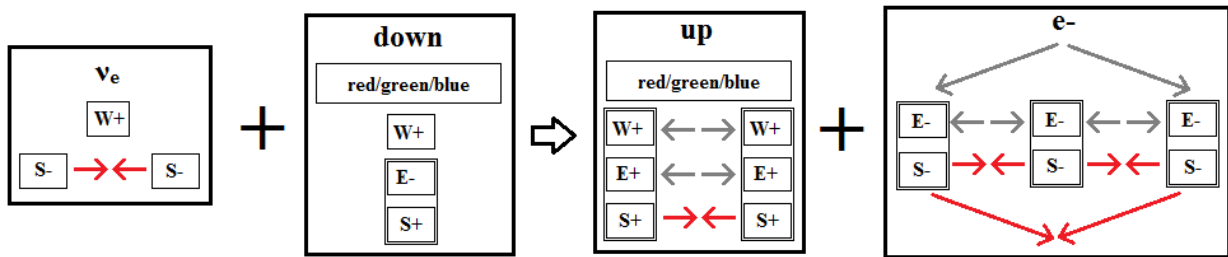 νe
W+
S- S-
+
down
red/green/blue
W+
E-
S+
up
red/green/blue
W+ W+
E+ E+
S+ S+
+
e-
E- E- E-
S- S- S-